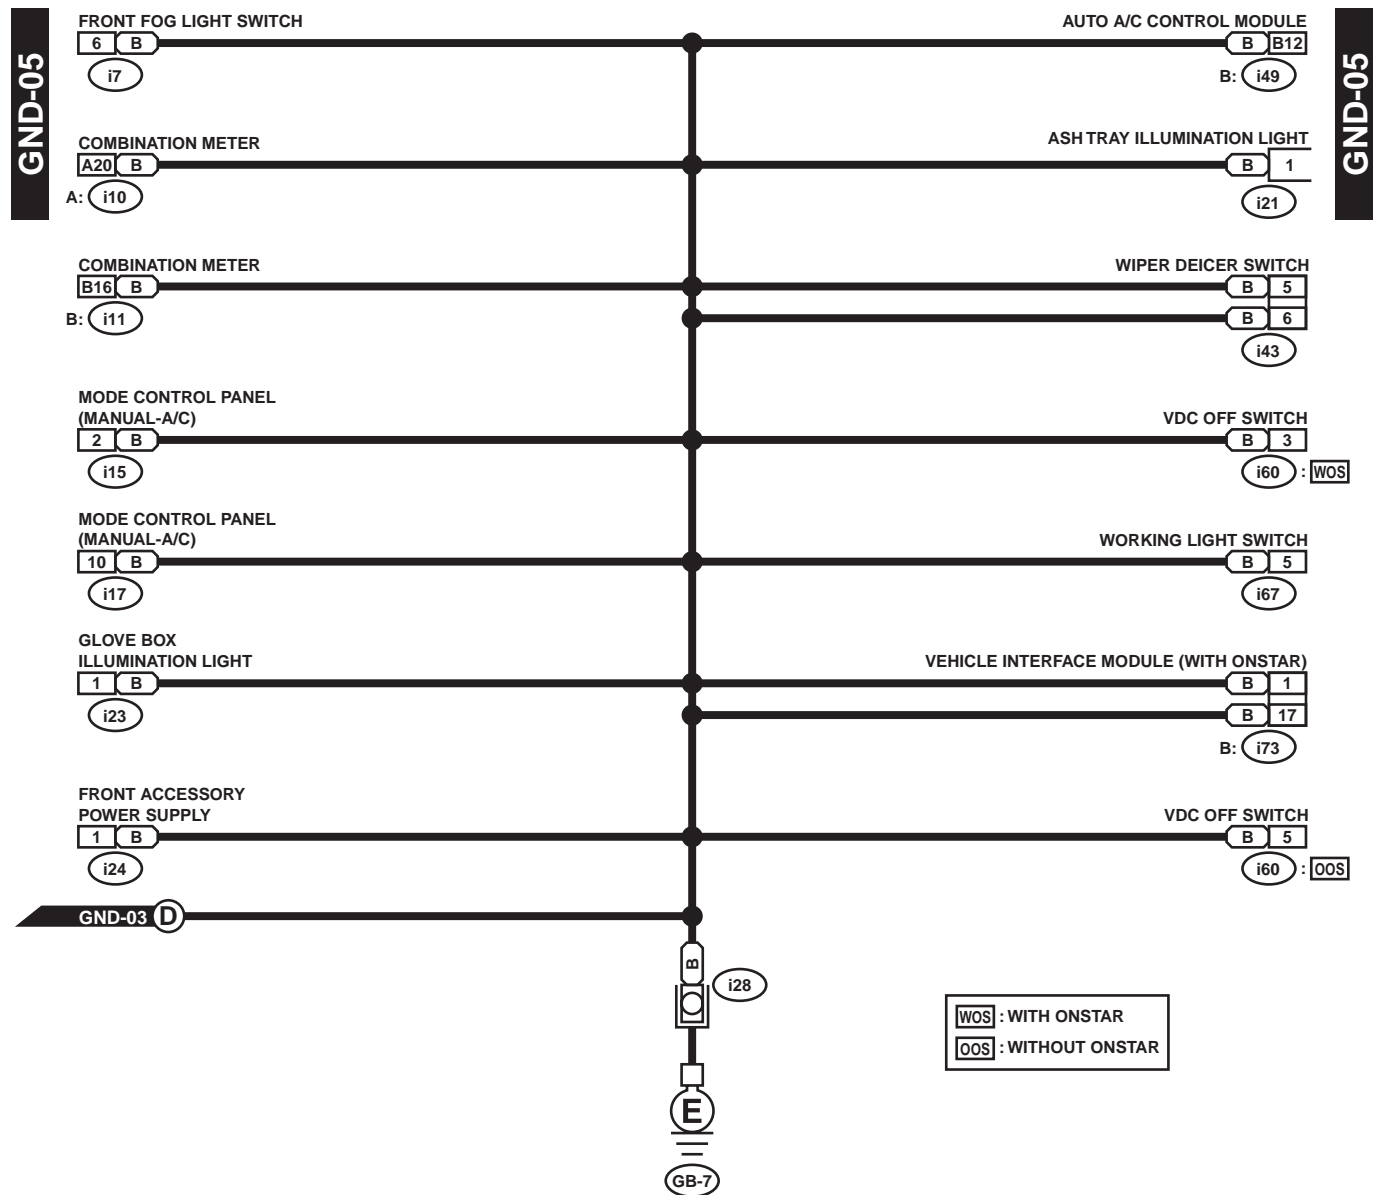 GND-05
FRONT FOG LIGHT SWITCH
6 B
i7
COMBINATION METER
A20 B
A: i10
COMBINATION METER
B16 B
B: i11
MODE CONTROL PANEL
(MANUAL-A/C)
2 B
i15
MODE CONTROL PANEL
(MANUAL-A/C)
10 B
i17
GLOVE BOX
ILLUMINATION LIGHT
1 B
i23
FRONT ACCESSORY
POWER SUPPLY
1 B
i24
GND-03 D
AUTO A/C CONTROL MODULE
B B12
B: i49
ASH TRAY ILLUMINATION LIGHT
B 1
i21
WIPER DEICER SWITCH
B 5
B 6
i43
VDC OFF SWITCH
B 3
i60 : WOS
WORKING LIGHT SWITCH
B 5
i67
VEHICLE INTERFACE MODULE (WITH ONSTAR)
B 1
B 17
B: i73
VDC OFF SWITCH
B 5
i60 : OOS
GND-05
B
i28
E
GB-7
WOS : WITH ONSTAR
OOS : WITHOUT ONSTAR